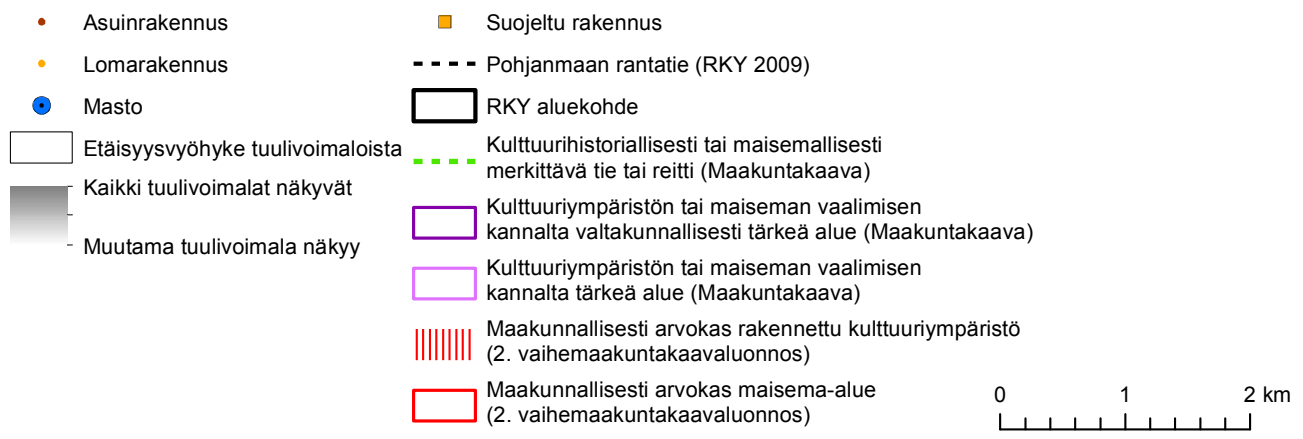 Asuinrakennus
Lomarakennus
Masto
Etäisyysvyöhyke tuulivoimaloista
Kaikki tuulivoimalat näkyvät
Muutama tuulivoimala näkyy
Suojeltu rakennus
Pohjanmaan rantatie (RKY 2009)
RKY aluekohde
Kulttuurihistoriallisesti tai maisemallisesti
merkittävä tie tai reitti (Maakuntakaava)
Kulttuuriympäristön tai maiseman vaalimisen
kannalta valtakunnallisesti tärkeä alue (Maakuntakaava)
Kulttuuriympäristön tai maiseman vaalimisen
kannalta tärkeä alue (Maakuntakaava)
Maakunnallisesti arvokas rakennettu kulttuuriympäristö
(2. vaihemaakuntakaavaluonnos)
Maakunnallisesti arvokas maisema-alue
(2. vaihemaakuntakaavaluonnos)
0 1 2 km